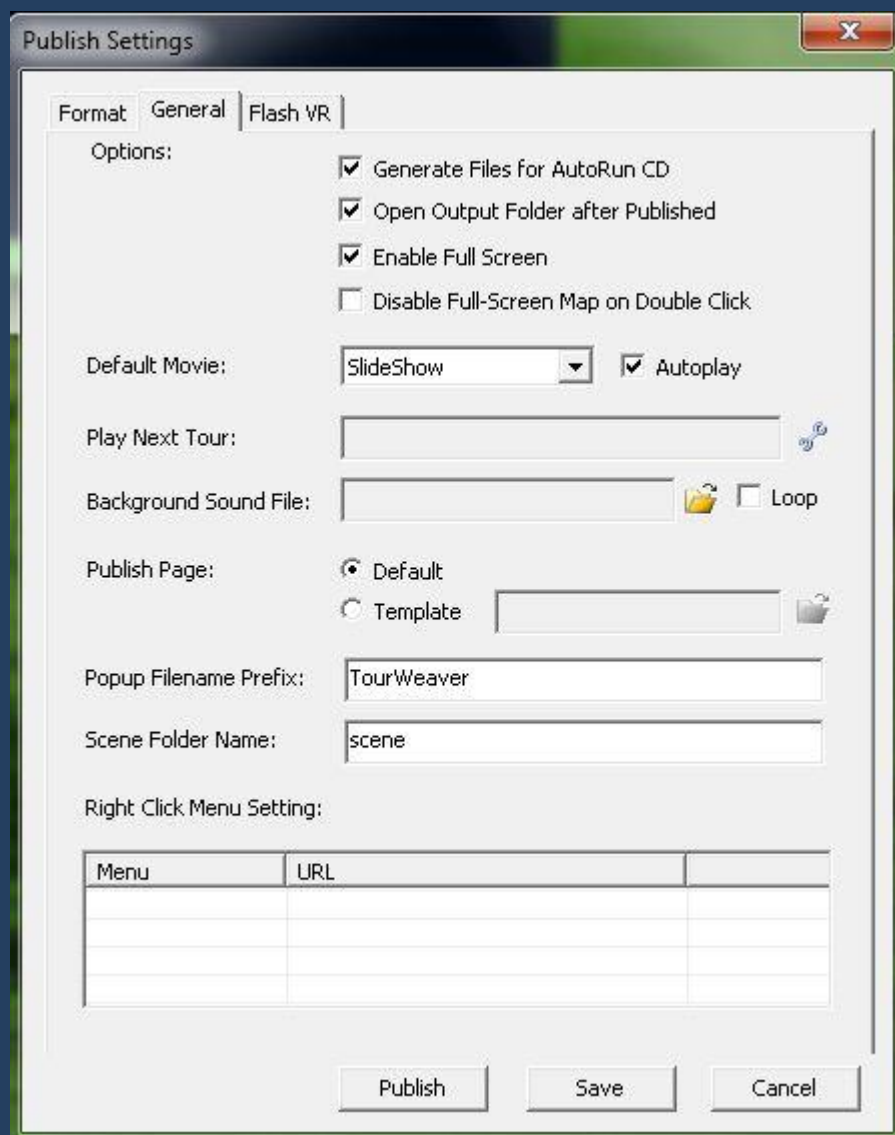 Publish Settings
Format General Flash VR
Options:
Generate Files for AutoRun CD
Open Output Folder after Published
Enable Full Screen
Disable Full-Screen Map on Double Click
Default Movie: SlideShow Autoplay
Play Next Tour:
Background Sound File: Loop
Publish Page: Default
Template
Popup Filename Prefix: TourWeaver
Scene Folder Name: scene
Right Click Menu Setting:
Menu URL
Publish Save Cancel